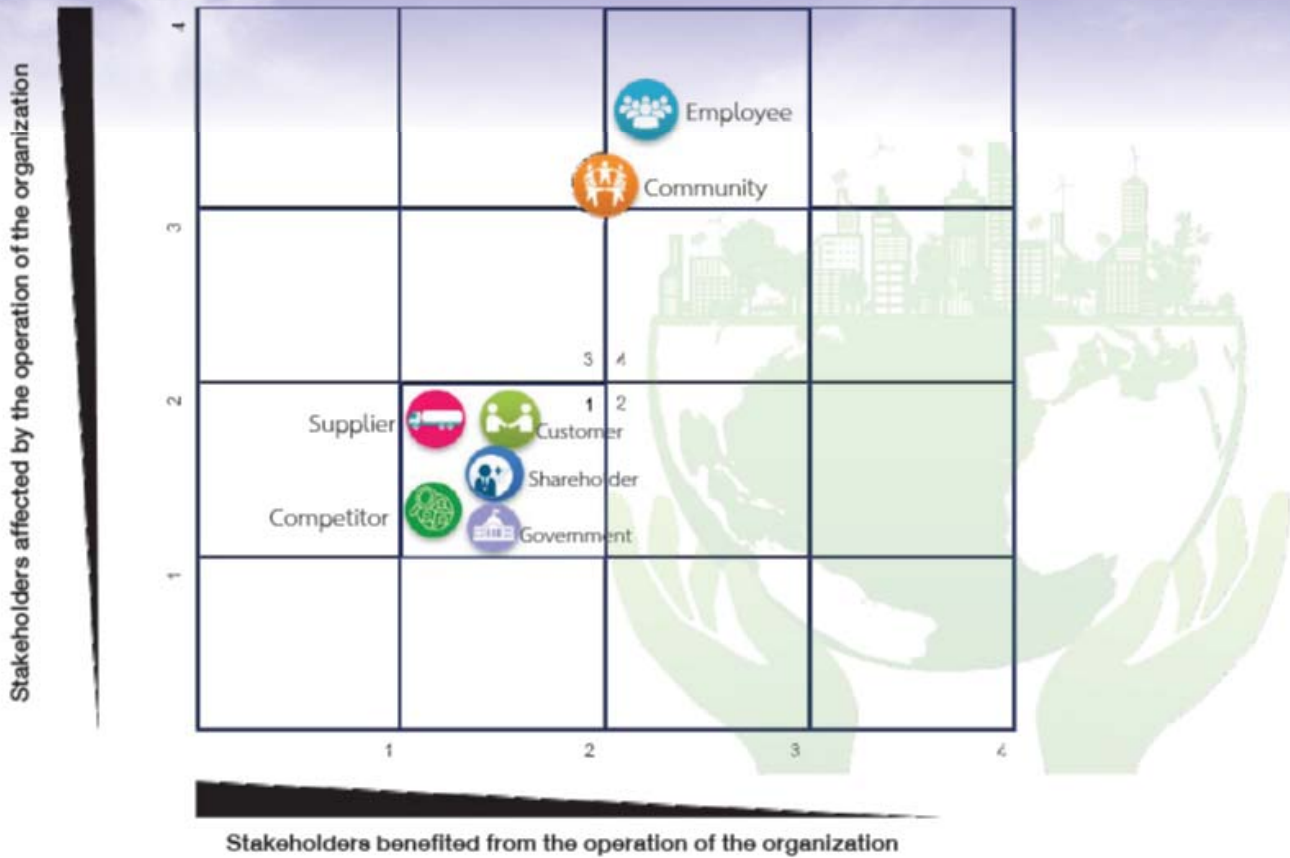 Stakeholders affected by the operation of the organization
4
Employee
Community
3
3 4
2
1 2
Supplier
Customer
Shareholder
Competitor
Government
1
1 2 3 4
Stakeholders benefited from the operation of the organization